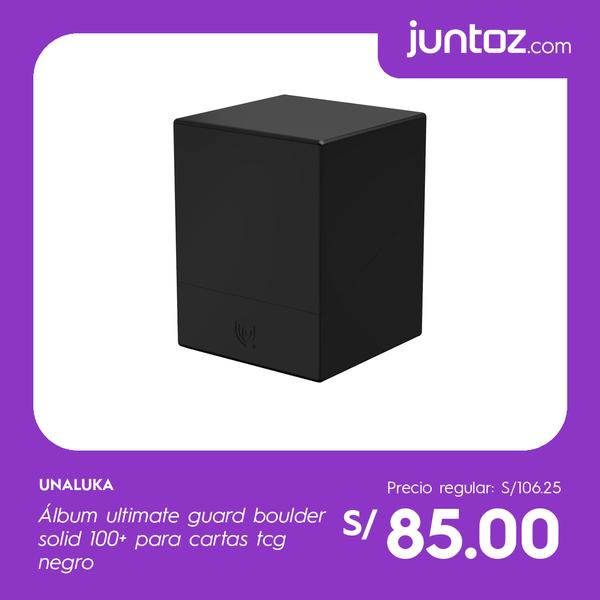 juntoz.com
UNALUKA
Álbum ultimate guard boulder
solid 100+ para cartas tcg
negro
Precio regular: S/106.25
S/ 85.00